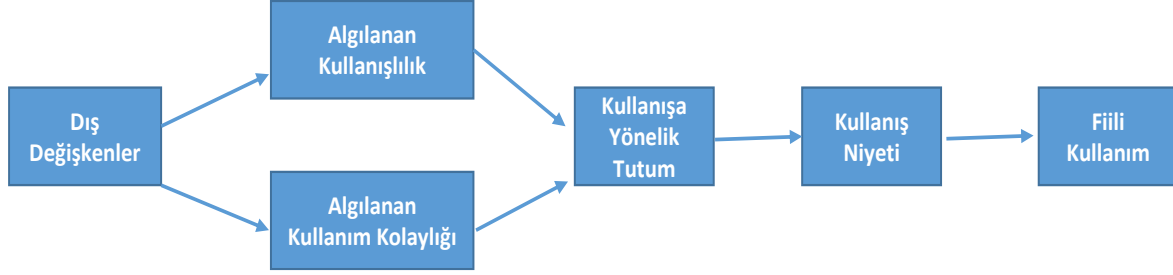 Dış
Değişkenler
Algılanan
Kullanışlılık
Algılanan
Kullanım Kolaylığı
Kullanışa
Yönelik
Tutum
Kullanış
Niyeti
Fiili
Kullanım